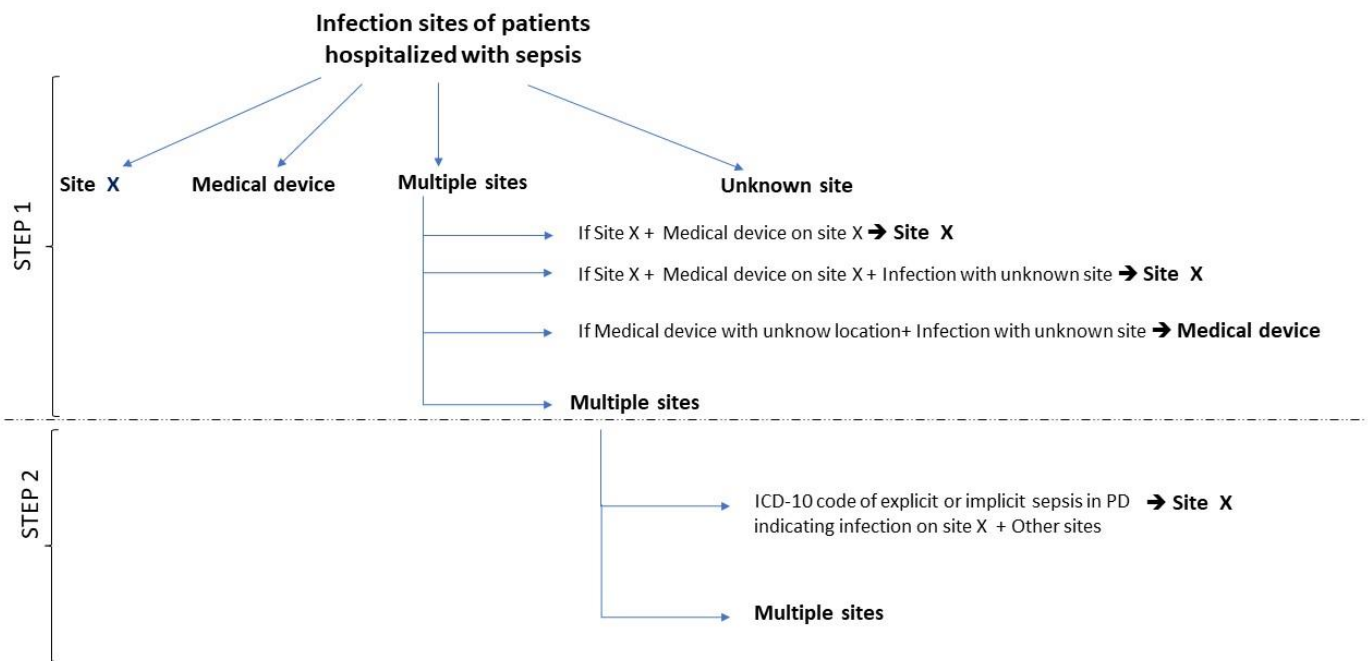 Infection sites of patients
hospitalized with sepsis
STEP 1
Site X
Medical device
Multiple sites
Unknown site
If Site X + Medical device on site X ➔ Site X
If Site X + Medical device on site X + Infection with unknown site ➔ Site X
If Medical device with unknow location+ Infection with unknown site ➔ Medical device
Multiple sites
STEP 2
ICD-10 code of explicit or implicit sepsis in PD ➔ Site X
indicating infection on site X + Other sites
Multiple sites